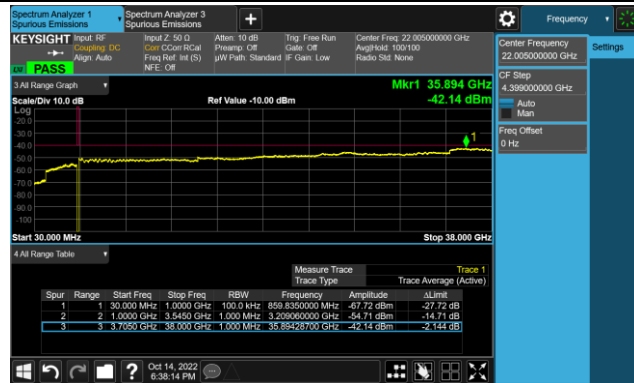 Spectrum Analyzer 1
Spurious Emissions
Spectrum Analyzer 3
Spurious Emissions
Frequency
KEYSIGHT
Input: RF
Coupling: DC
Align: Auto
Input Z: 50 Ω
Corr CCorr RCal
Freq Ref: Int (S)
NFE: Off
Atten: 10 dB
Preamp: Off
µW Path: Standard
Trig: Free Run
Gate: Off
IF Gain: Low
Center Freq: 22.005000000 GHz
Avg|Hold: 100/100
Radio Std: None
PASS
Center Frequency
22.005000000 GHz
Settings
CF Step
4.399000000 GHz
Auto
Man
Freq Offset
0 Hz
3 All Range Graph
Mkr1 35.894 GHz
Scale/Div 10.0 dB
Ref Value -10.00 dBm
-42.14 dBm
Log
-20.0
-30.0
-40.0
-50.0
-60.0
-70.0
-80.0
-90.0
-100
1
Start 30.000 MHz
Stop 38.000 GHz
4 All Range Table
Measure Trace Trace 1
Trace Type Trace Average (Active)
Spur Range Start Freq Stop Freq RBW Frequency Amplitude ΔLimit
1 1 30.000 MHz 1.0000 GHz 100.0 kHz 859.8350000 MHz -67.72 dBm -27.72 dB
2 2 1.0000 GHz 3.5450 GHz 1.000 MHz 3.209060000 GHz -54.71 dBm -14.71 dB
3 3 3.7050 GHz 38.000 GHz 1.000 MHz 35.89428700 GHz -42.14 dBm -2.144 dB
?
Oct 14, 2022
6:38:14 PM